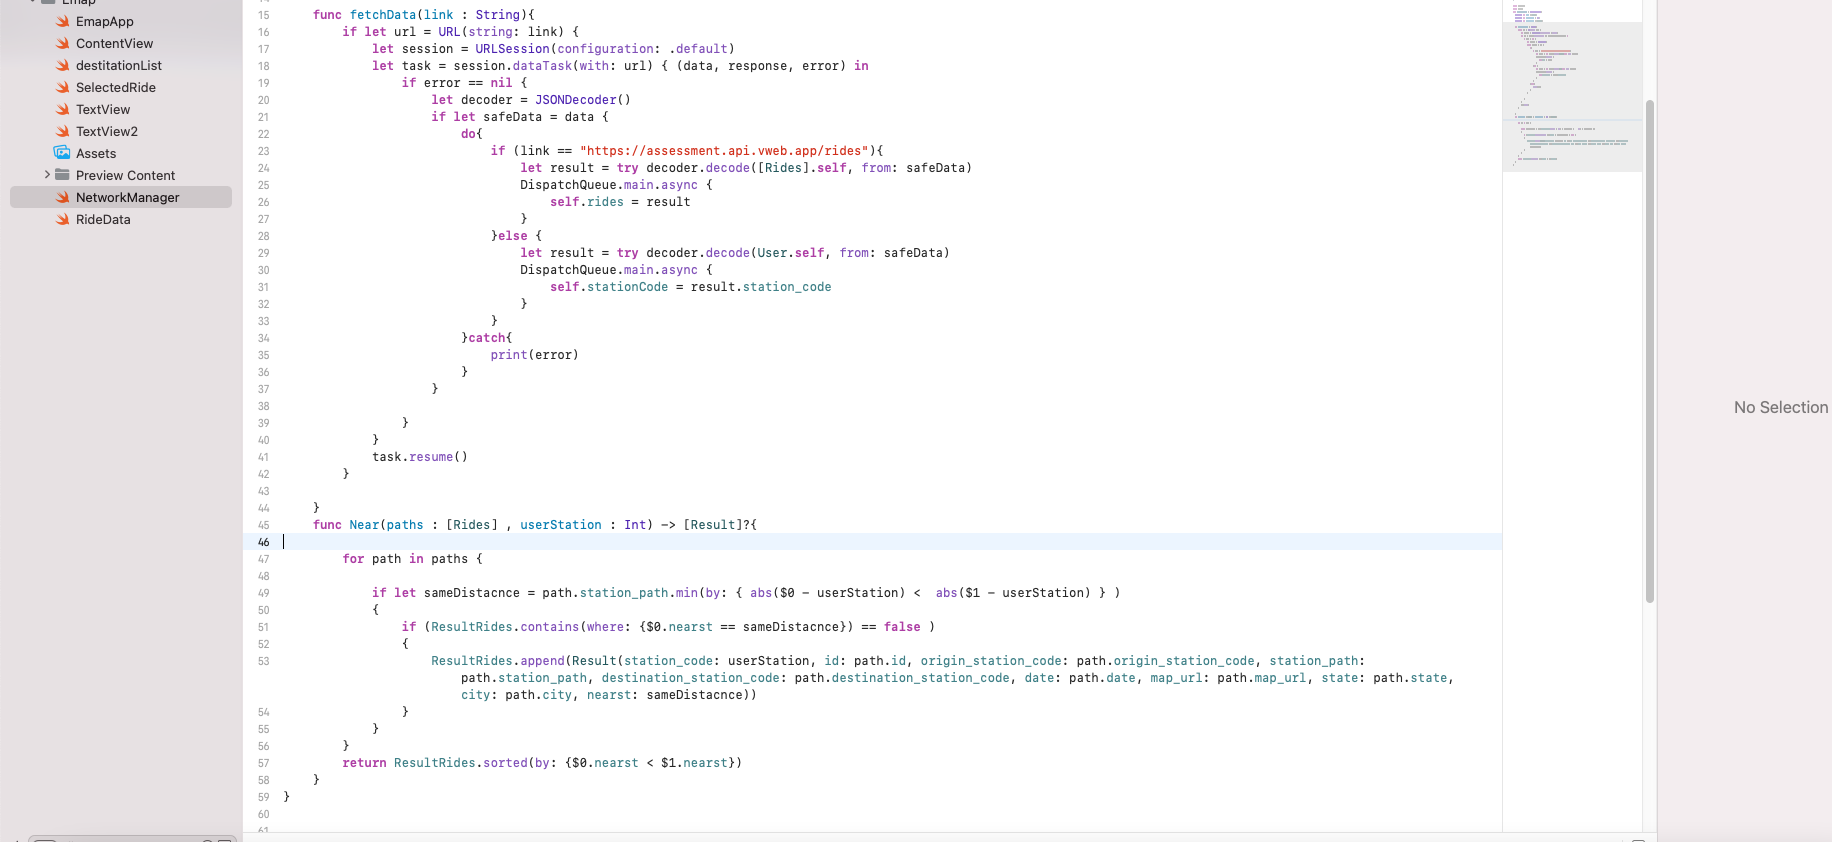 Emap
EmapApp
ContentView
destitationList
SelectedRide
TextView
TextView2
Assets
Preview Content
NetworkManager
RideData
15 func fetchData(link : String){
16 if let url = URL(string: link) {
17 let session = URLSession(configuration: .default)
18 let task = session.dataTask(with: url) { (data, response, error) in
19 if error == nil {
20 let decoder = JSONDecoder()
21 if let safeData = data {
22 do{
23 if (link == "https://assessment.api.vweb.app/rides"){
24 let result = try decoder.decode([Rides].self, from: safeData)
25 DispatchQueue.main.async {
26 self.rides = result
27 }
28 }else {
29 let result = try decoder.decode(User.self, from: safeData)
30 DispatchQueue.main.async {
31 self.stationCode = result.station_code
32 }
33 }
34 }catch{
35 print(error)
36 }
37 }
38
39 }
40 }
41 task.resume()
42 }
43
44 }
45 func Near(paths : [Rides] , userStation : Int) -> [Result]?{
46
47 for path in paths {
48
49 if let sameDistacnce = path.station_path.min(by: { abs($0 - userStation) <  abs($1 - userStation) } )
50 {
51 if (ResultRides.contains(where: {$0.nearst == sameDistacnce}) == false )
52 {
53 ResultRides.append(Result(station_code: userStation, id: path.id, origin_station_code: path.origin_station_code, station_path:
path.station_path, destination_station_code: path.destination_station_code, date: path.date, map_url: path.map_url, state: path.state,
city: path.city, nearst: sameDistacnce))
54 }
55 }
56 }
57 return ResultRides.sorted(by: {$0.nearst < $1.nearst})
58 }
59 }
60
61
No Selection